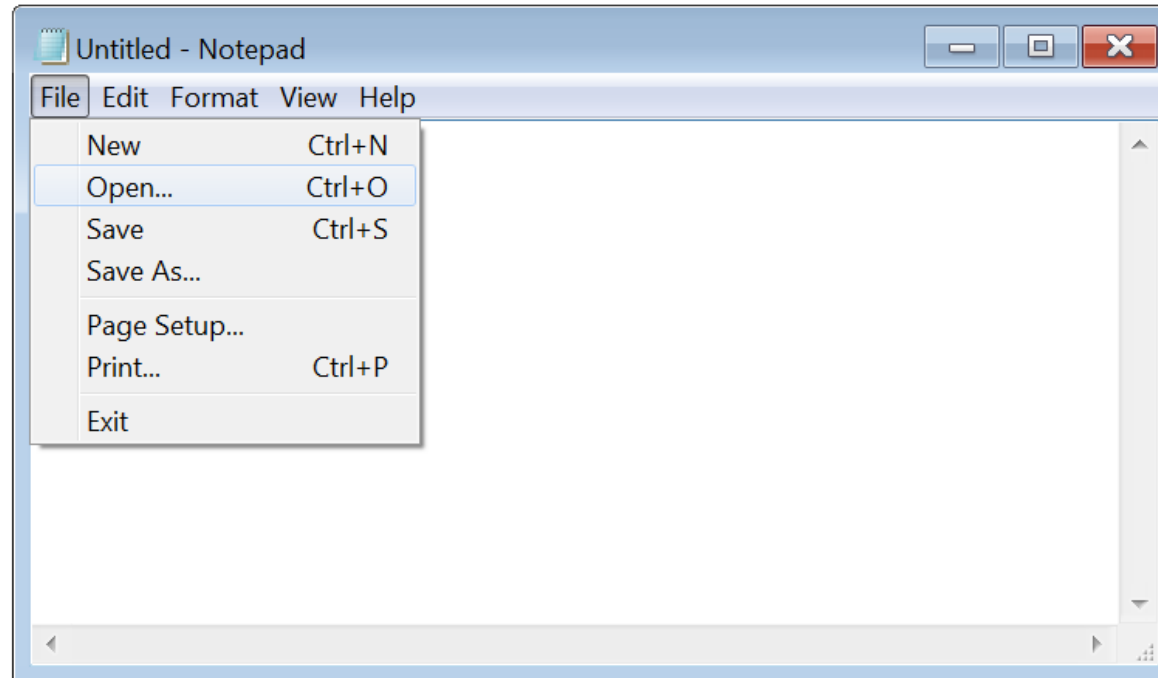 Untitled - Notepad
File Edit Format View Help
New Ctrl+N
Open... Ctrl+O
Save Ctrl+S
Save As...
Page Setup...
Print... Ctrl+P
Exit